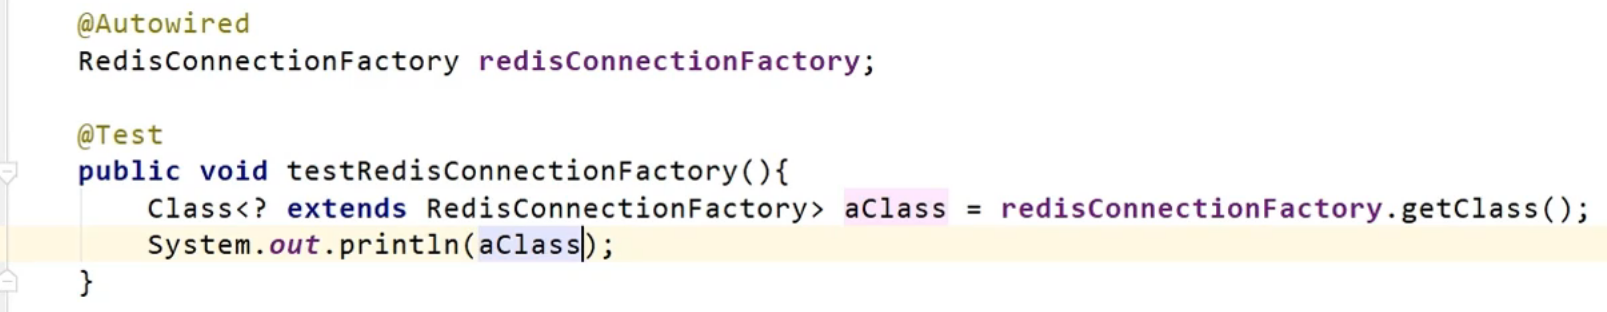 @Autowired
RedisConnectionFactory redisConnectionFactory;
@Test
public void testRedisConnectionFactory(){
Class<? extends RedisConnectionFactory> aClass = redisConnectionFactory.getClass();
System.out.println(aClass);
}